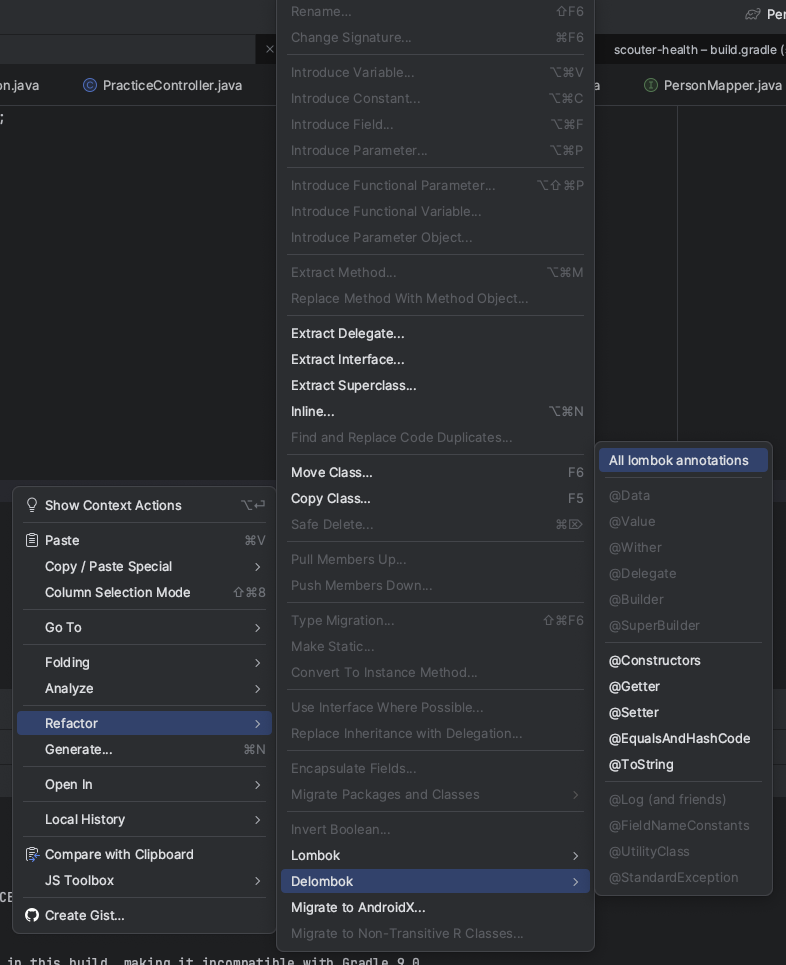 Rename... ⇧F6
Change Signature... ⌘F6
scouter-health – build.gradle (
on.java
PracticeController.java
a
PersonMapper.java
;
Introduce Variable... ⌥⌘V
Introduce Constant... ⌥⌘C
Introduce Field... ⌥⌘F
Introduce Parameter... ⌥⌘P
Introduce Functional Parameter... ⌥⇧⌘P
Introduce Functional Variable...
Introduce Parameter Object...
Extract Method... ⌥⌘M
Replace Method With Method Object...
Extract Delegate...
Extract Interface...
Extract Superclass...
Inline... ⌥⌘N
Find and Replace Code Duplicates...
Move Class... F6
Copy Class... F5
Safe Delete... ⌘⌦
Pull Members Up...
Push Members Down...
Type Migration... ⇧⌘F6
Make Static...
Convert To Instance Method...
Use Interface Where Possible...
Replace Inheritance with Delegation...
Encapsulate Fields...
Migrate Packages and Classes
Invert Boolean...
Lombok
Delombok
Migrate to AndroidX...
Migrate to Non-Transitive R Classes...
Show Context Actions ⌥⏎
Paste ⌘V
Copy / Paste Special
Column Selection Mode ⇧⌘8
Go To
Folding
Analyze
Refactor
Generate... ⌘N
Open In
Local History
Compare with Clipboard
JS Toolbox
Create Gist...
All lombok annotations
@Data
@Value
@Wither
@Delegate
@Builder
@SuperBuilder
@Constructors
@Getter
@Setter
@EqualsAndHashCode
@ToString
@Log (and friends)
@FieldNameConstants
@UtilityClass
@StandardException
in this build, making it incompatible with Gradle 9.0